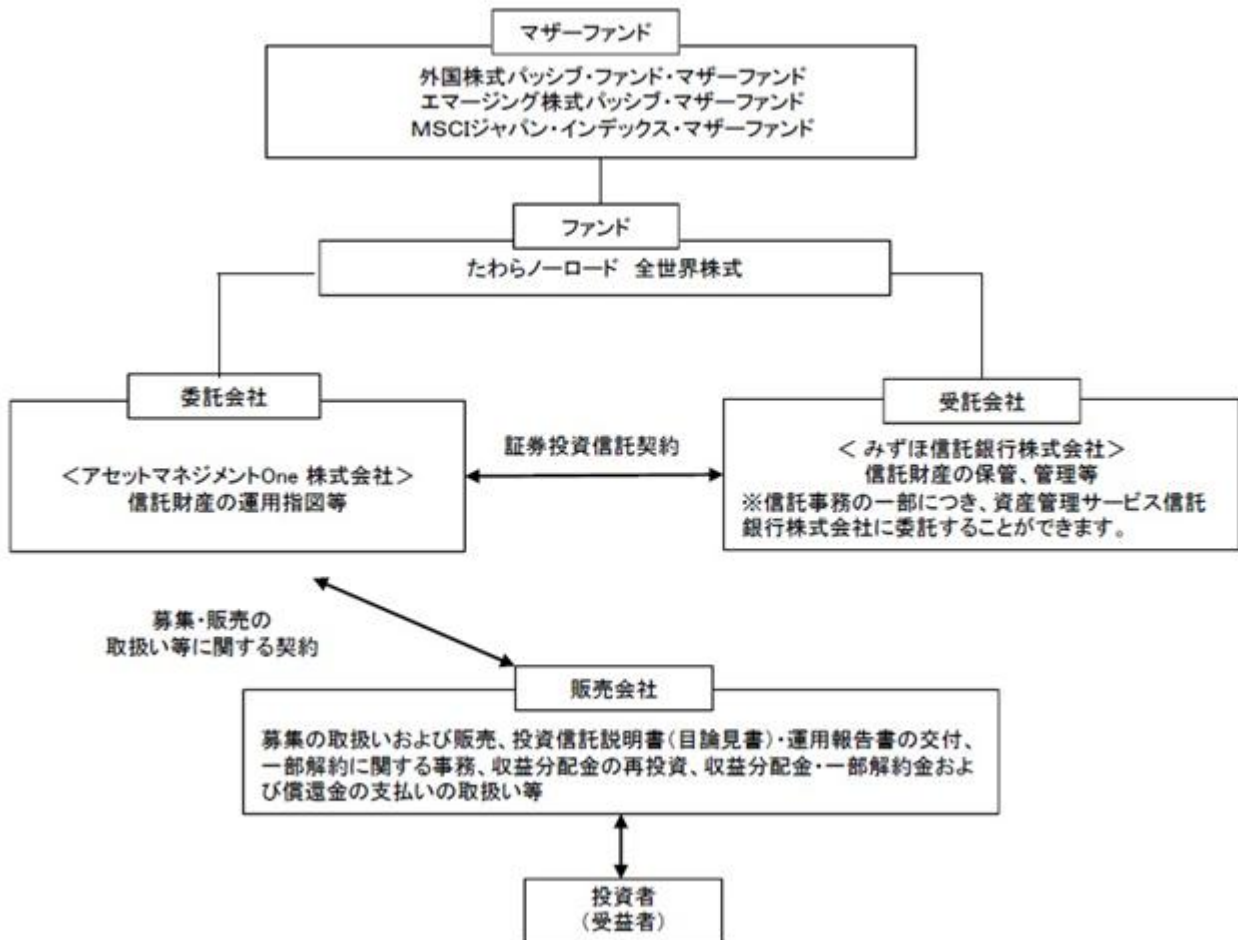 マザーファンド
外国株式パッシブ・ファンド・マザーファンド
エマージング株式パッシブ・マザーファンド
MSCIジャパン・インデックス・マザーファンド
ファンド
たわらノーロード 全世界株式
委託会社
<アセットマネジメントOne 株式会社>
信託財産の運用指図等
証券投資信託契約
受託会社
< みずほ信託銀行株式会社>
信託財産の保管、管理等
※信託事務の一部につき、資産管理サービス信託
銀行株式会社に委託することができます。
募集・販売の
取扱い等に関する契約
販売会社
募集の取扱いおよび販売、投資信託説明書(目論見書)・運用報告書の交付、
一部解約に関する事務、収益分配金の再投資、収益分配金・一部解約金およ
び償還金の支払いの取扱い等
投資者
(受益者)